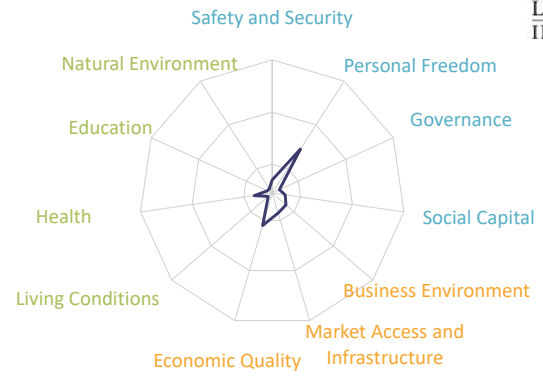 Safety and Security
Natural Environment
Personal Freedom
Education
Governance
Health
Social Capital
Living Conditions
Business Environment
Market Access and
Infrastructure
Economic Quality